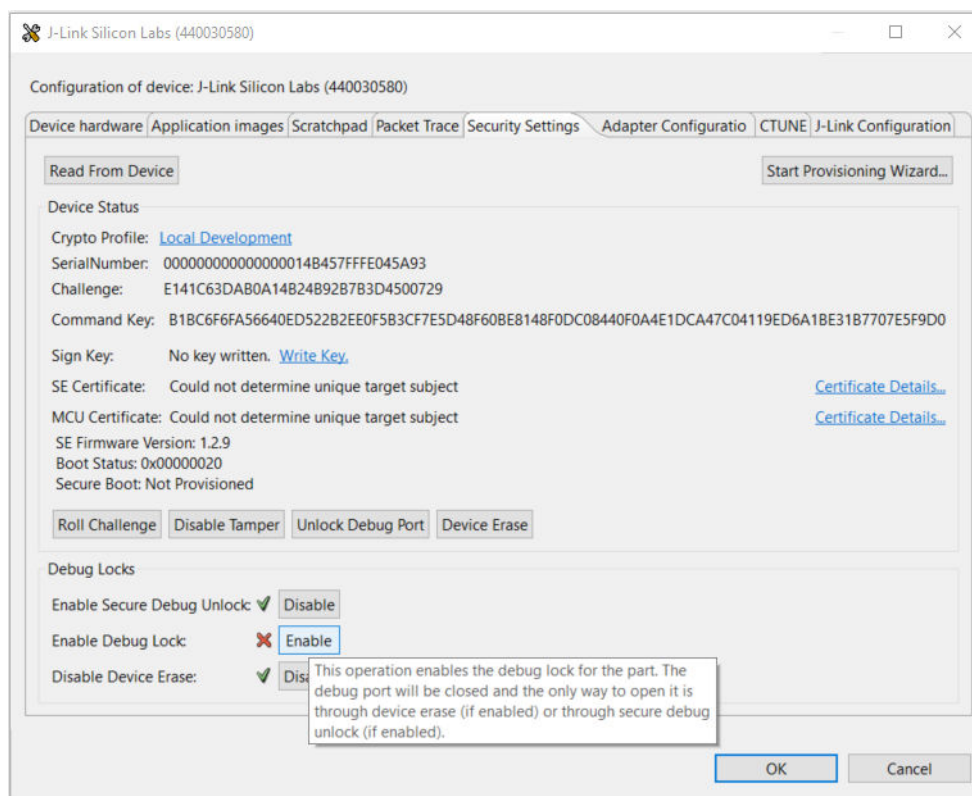 J-Link Silicon Labs (440030580)
Configuration of device: J-Link Silicon Labs (440030580)
Device hardware Application images Scratchpad Packet Trace Security Settings Adapter Configuratio CTUNE J-Link Configuration
Read From Device Start Provisioning Wizard...
Device Status
Crypto Profile: Local Development
SerialNumber: 000000000000000014B457FFFE045A93
Challenge: E141C63DAB0A14B24B92B7B3D4500729
Command Key: B1BC6F6FA56640ED522B2EE0F5B3CF7E5D48F60BE8148F0DC08440F0A4E1DCA47C04119ED6A1BE31B7707E5F9D0
Sign Key: No key written. Write Key.
SE Certificate: Could not determine unique target subject Certificate Details...
MCU Certificate: Could not determine unique target subject Certificate Details...
SE Firmware Version: 1.2.9
Boot Status: 0x00000020
Secure Boot: Not Provisioned
Roll Challenge Disable Tamper Unlock Debug Port Device Erase
Debug Locks
Enable Secure Debug Unlock: Disable
Enable Debug Lock: Enable
Disable Device Erase: Disa
This operation enables the debug lock for the part. The
debug port will be closed and the only way to open it is
through device erase (if enabled) or through secure debug
unlock (if enabled).
OK Cancel